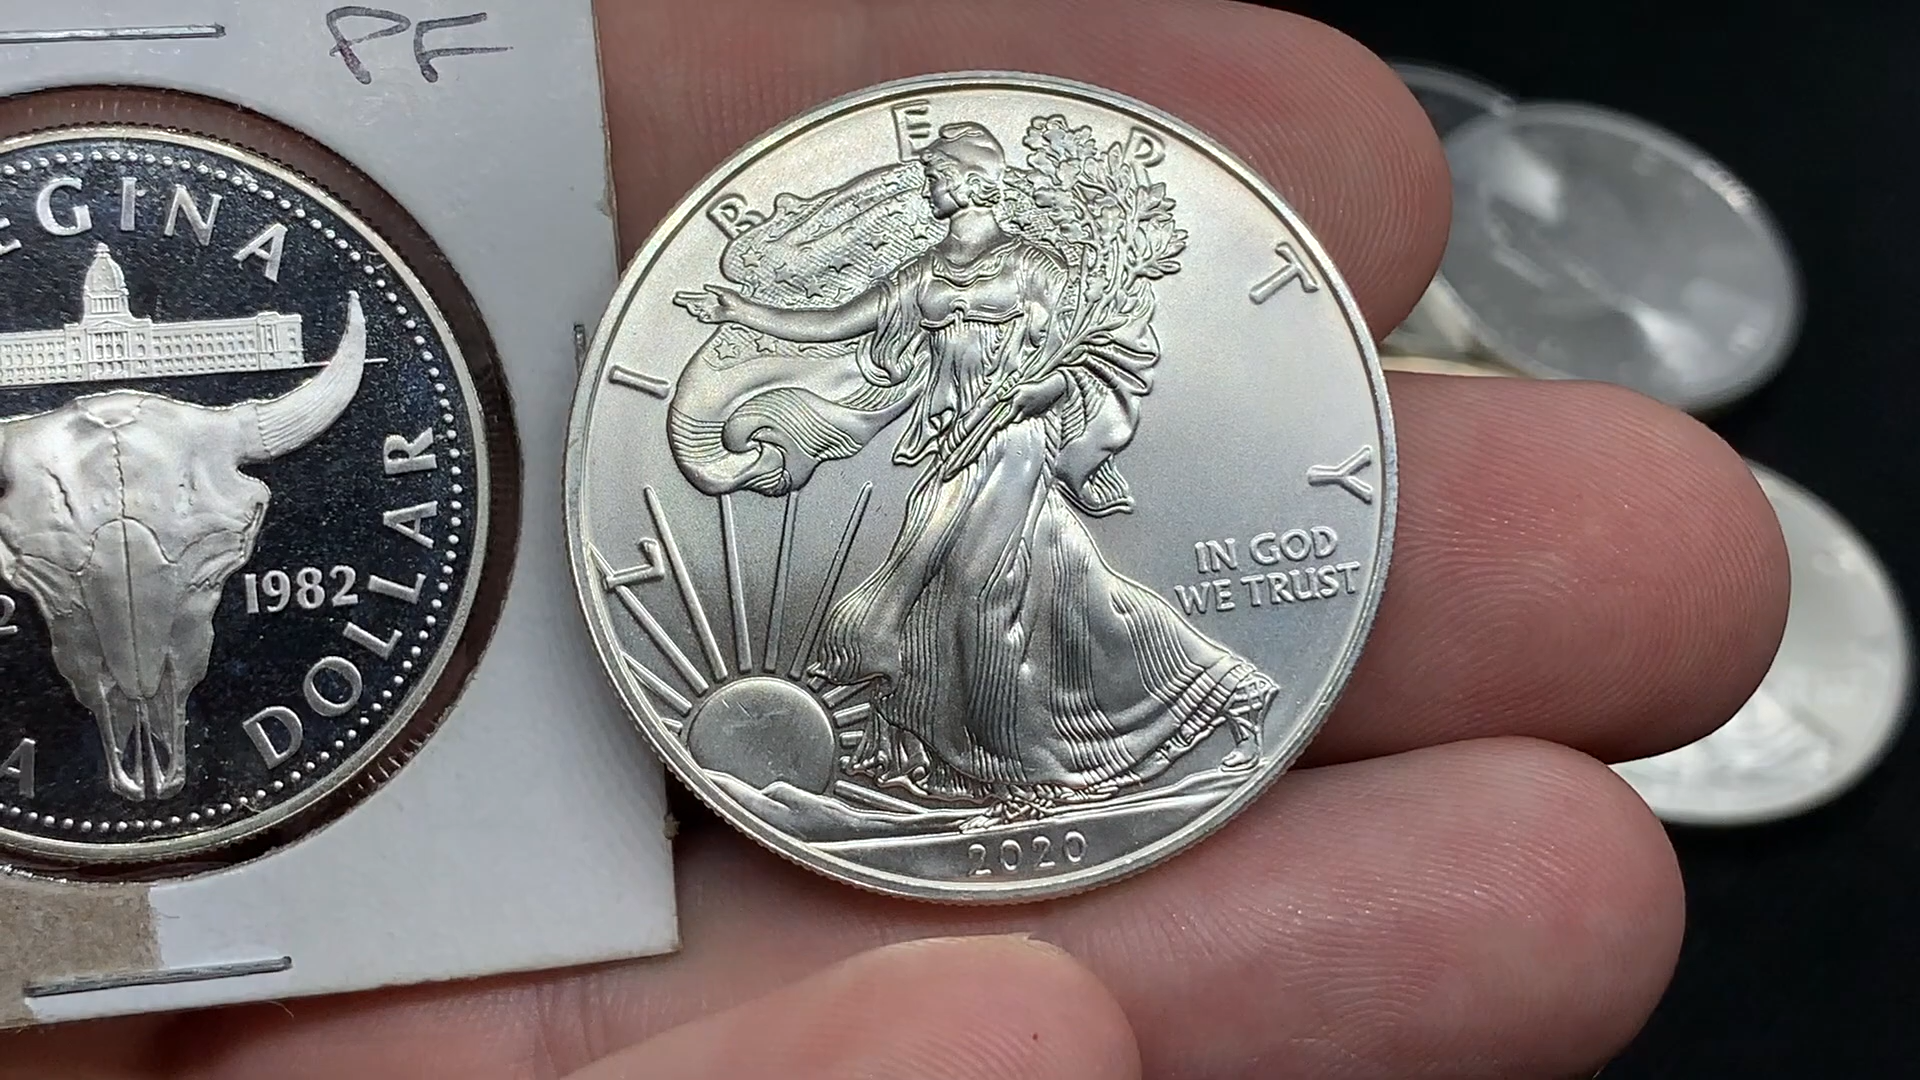 PF
EGINA
1982
DOLLAR
A
LIBERTY
IN GOD
WE TRUST
2020